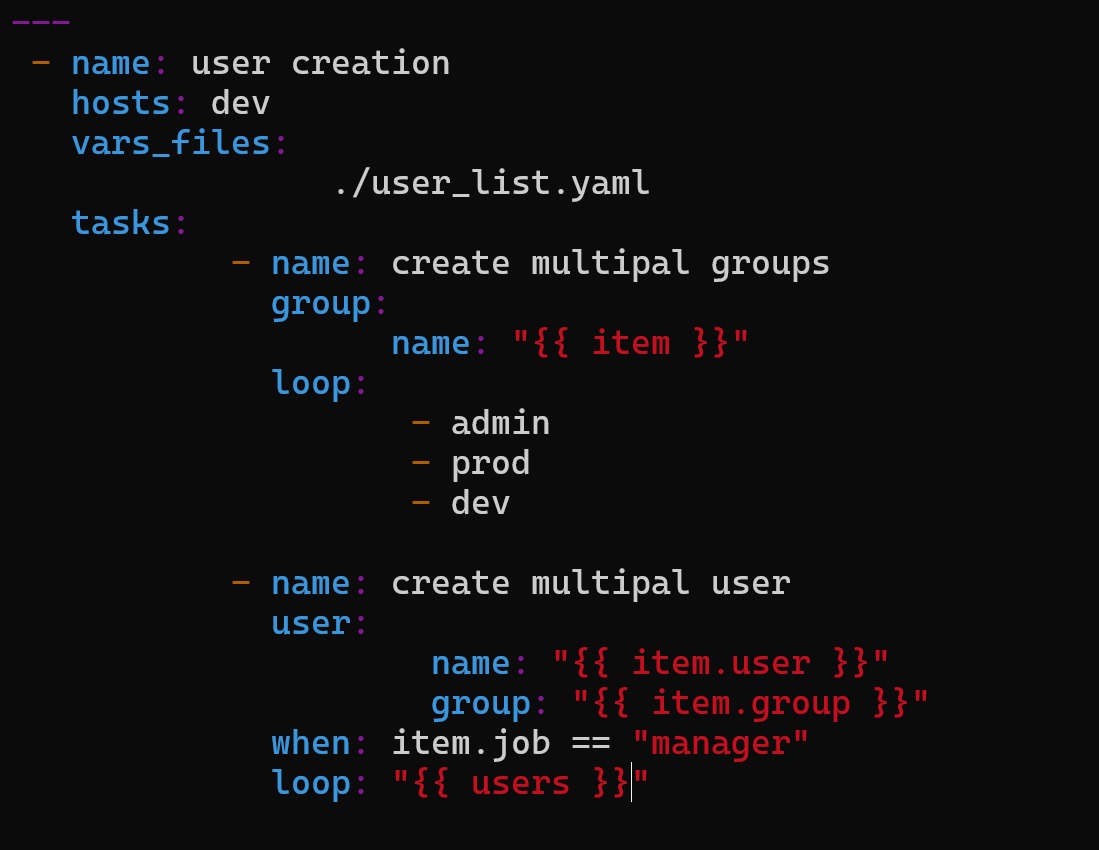 ---
 - name: user creation
   hosts: dev
   vars_files:
                ./user_list.yaml
   tasks:
           - name: create multipal groups
             group:
                   name: "{{ item }}"
             loop:
                    - admin
                    - prod
                    - dev

           - name: create multipal user
             user:
                     name: "{{ item.user }}"
                     group: "{{ item.group }}"
             when: item.job == "manager"
             loop: "{{ users }}"